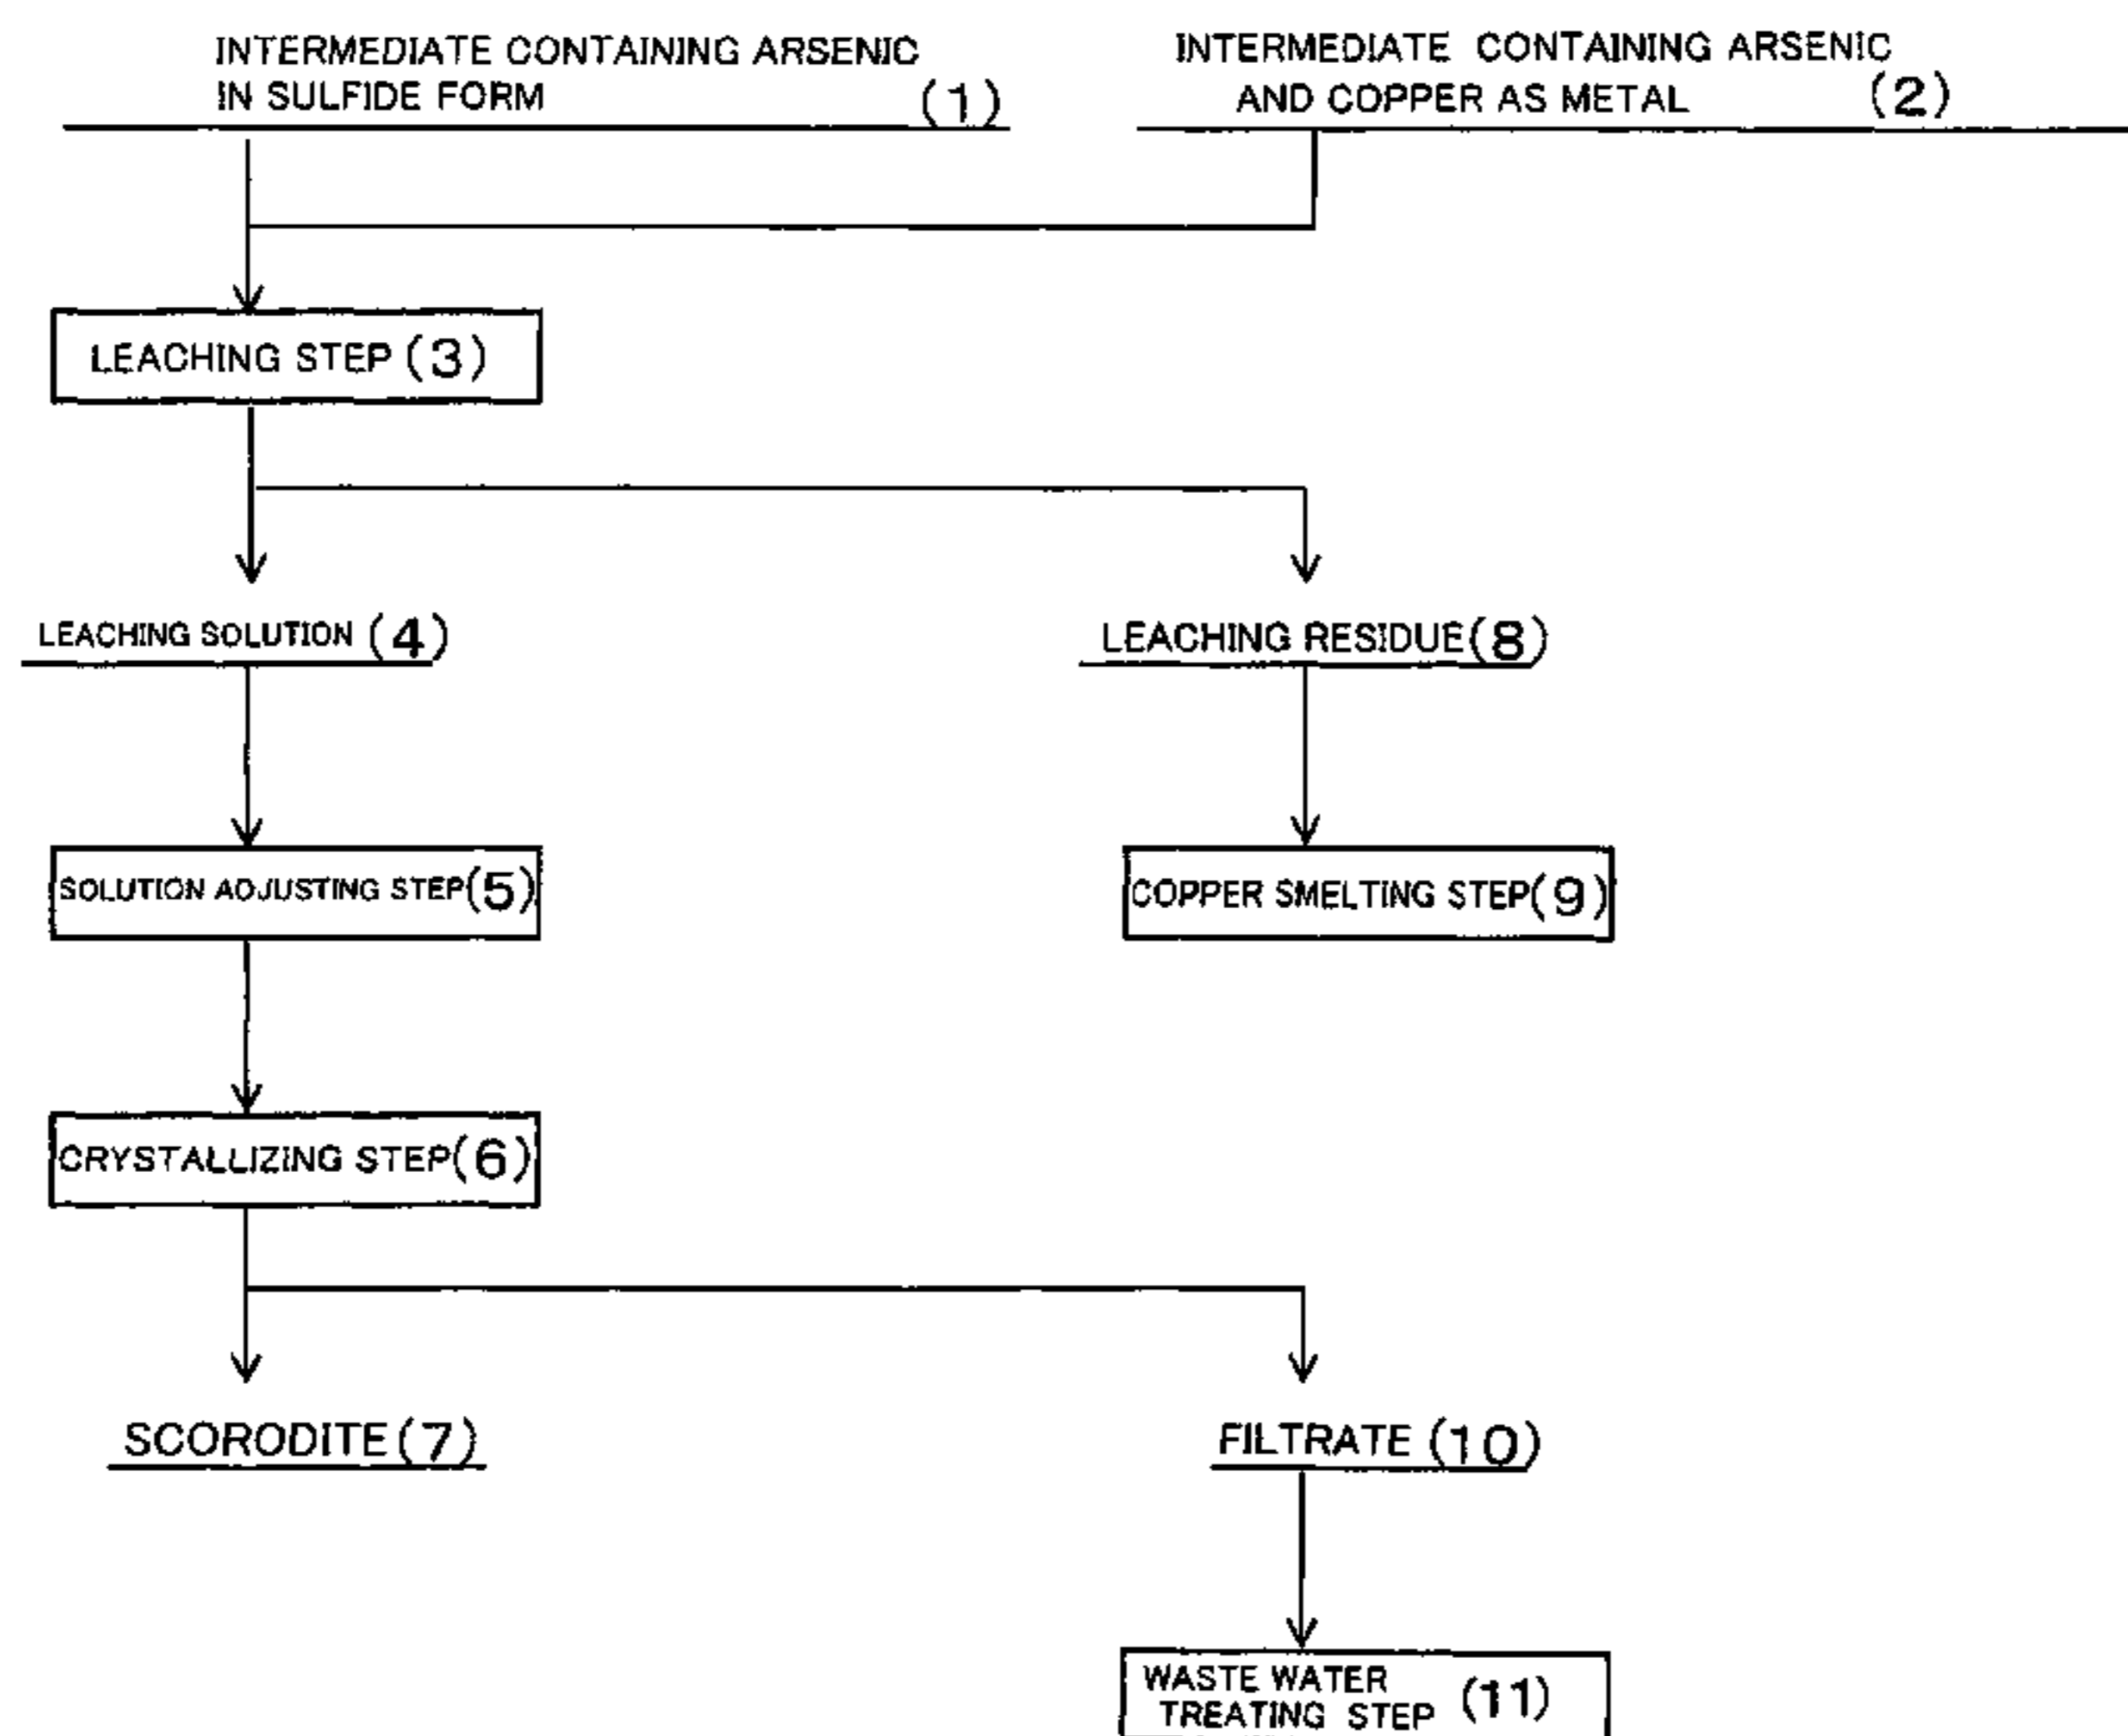 INTERMEDIATE CONTAINING ARSENIC
IN SULFIDE FORM (1)
INTERMEDIATE CONTAINING ARSENIC
AND COPPER AS METAL (2)
LEACHING STEP (3)
LEACHING SOLUTION (4)
LEACHING RESIDUE (8)
SOLUTION ADJUSTING STEP (5)
COPPER SMELTING STEP (9)
CRYSTALLIZING STEP (6)
SCORODITE (7)
FILTRATE (10)
WASTE WATER
TREATING STEP (11)